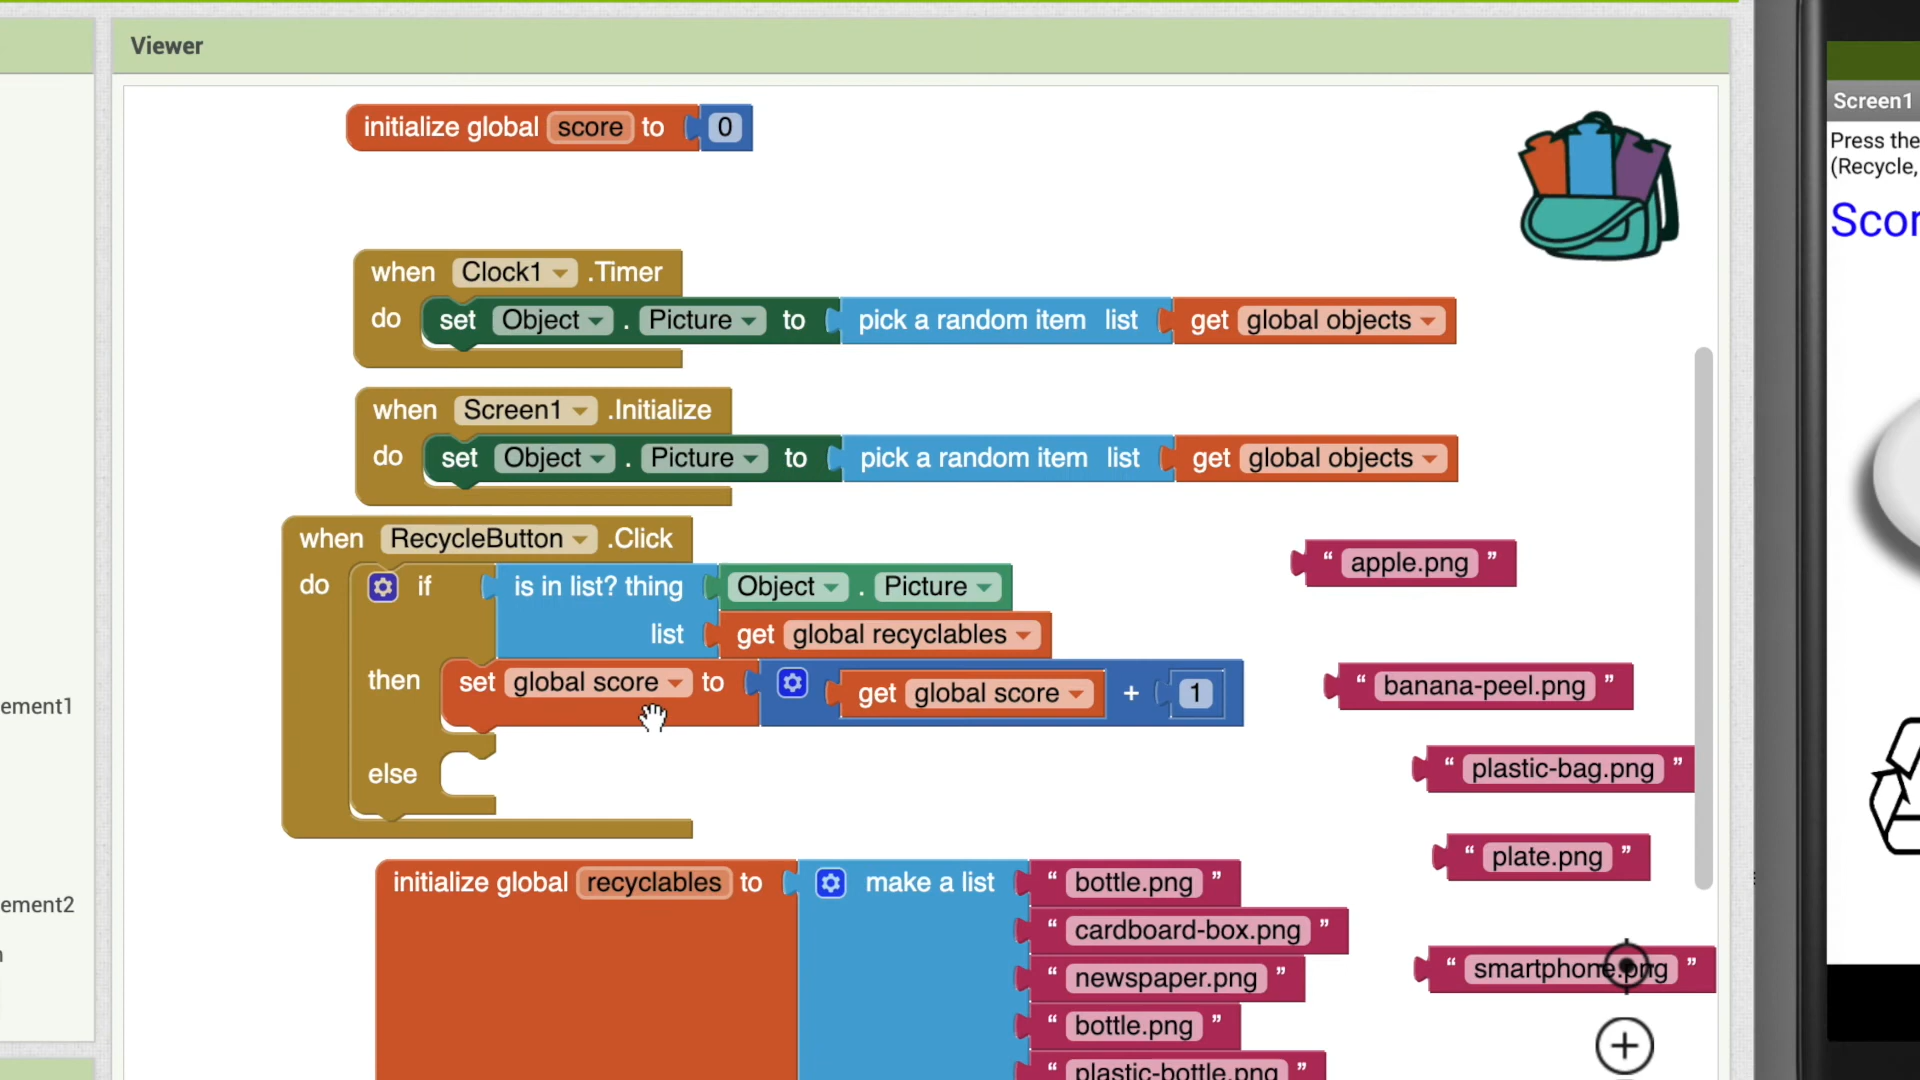 Viewer
initialize global score to 0
when Clock1 .Timer
do set Object . Picture to pick a random item list get global objects
when Screen1 .Initialize
do set Object . Picture to pick a random item list get global objects
when RecycleButton .Click
do if is in list? thing Object . Picture
list get global recyclables
then set global score to get global score + 1
else
initialize global recyclables to make a list " bottle.png "
" cardboard-box.png "
" newspaper.png "
" bottle.png "
" plastic-bottle.png "
" apple.png "
" banana-peel.png "
" plastic-bag.png "
" plate.png "
" smartphone.png "
ement1
ement2
Screen1
Press the
(Recycle,
Scor